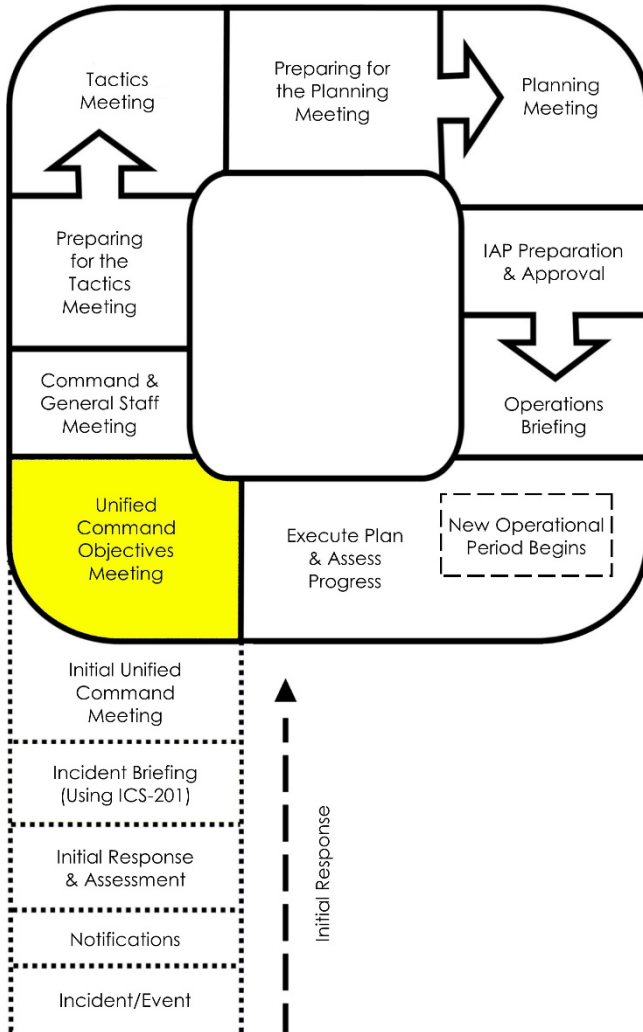 Tactics
Meeting
Preparing for
the Planning
Meeting
Planning
Meeting
Preparing
for the
Tactics
Meeting
IAP Preparation
& Approval
Command &
General Staff
Meeting
Operations
Briefing
Unified
Command
Objectives
Meeting
Execute Plan
& Assess
Progress
New Operational
Period Begins
Initial Unified
Command
Meeting
Incident Briefing
(Using ICS-201)
Initial Response
& Assessment
Notifications
Incident/Event
Initial Response